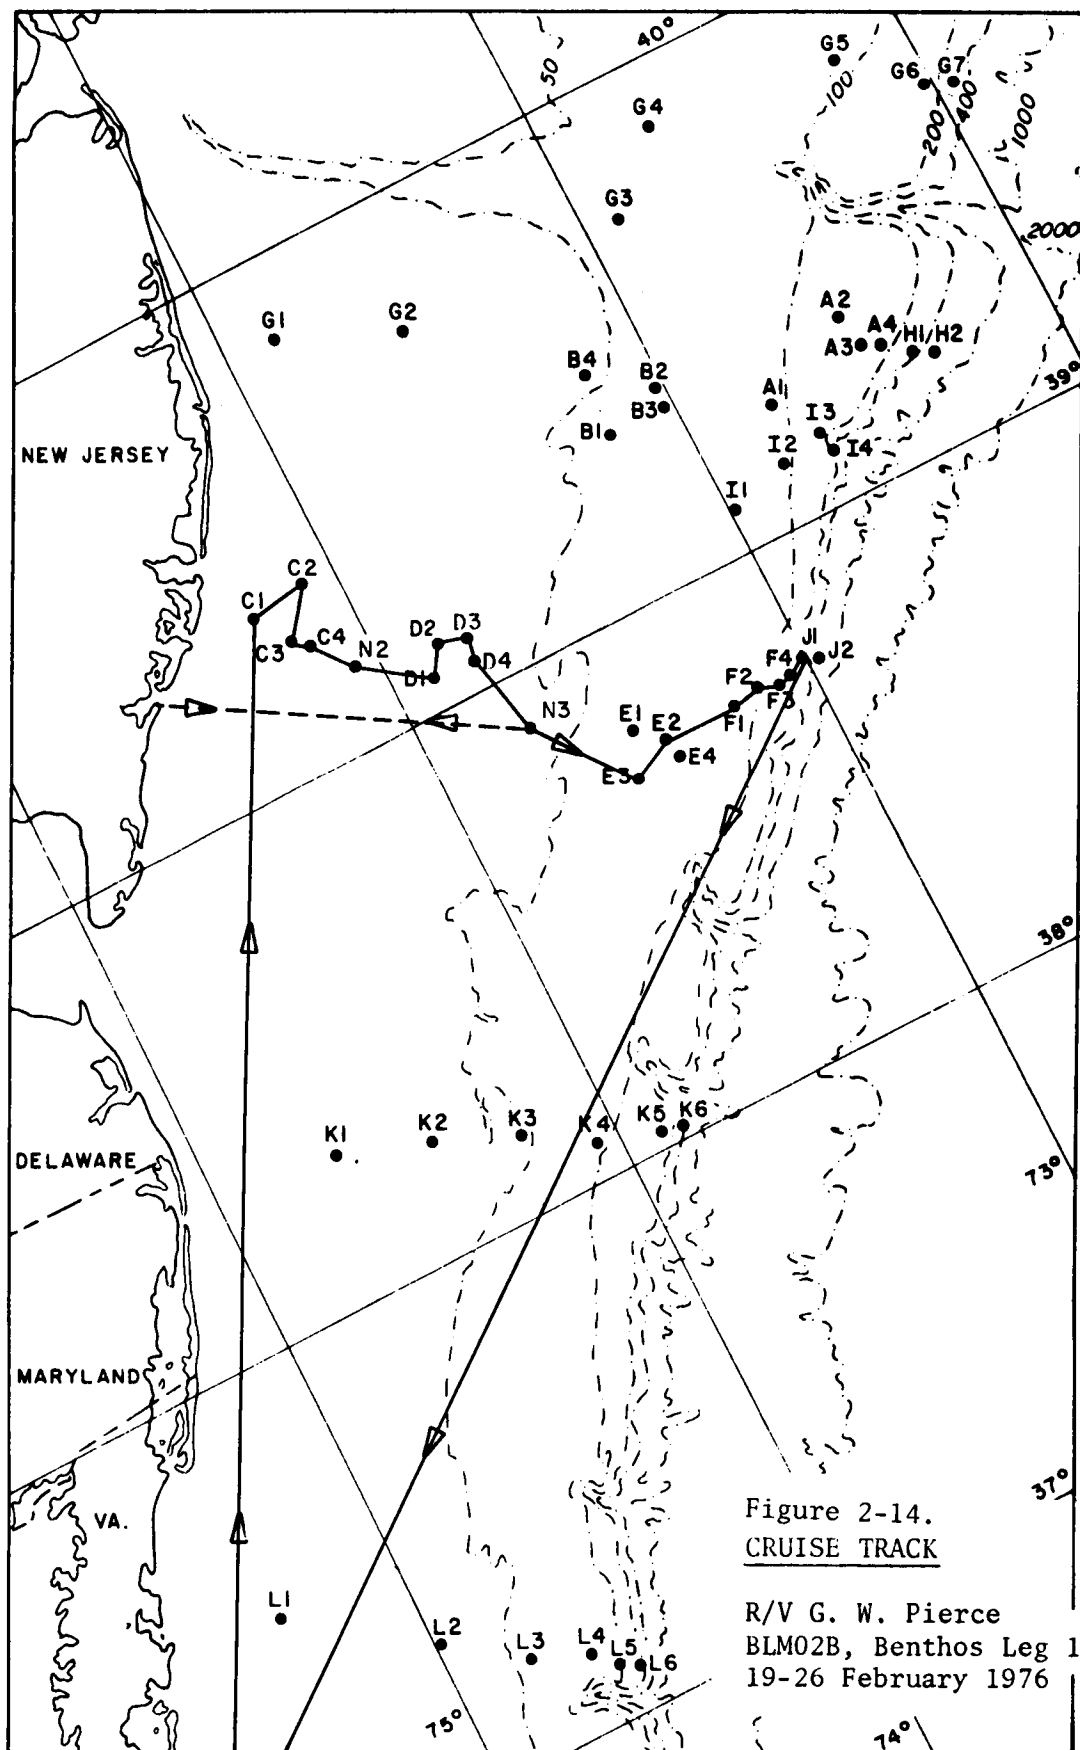 40°
50
100
G5
G6
G7
200
400
1000
G4
G3
2000
G1
G2
A2
A4
A3
H1/H2
B4
B2
B3
B1
A1
I3
I4
I2
I1
39°
NEW JERSEY
C2
C1
C3
C4
N2
D2
D3
D1
D4
N3
E1
E2
E3
E4
F1
F2
F3
F4
J1
J2
38°
K1
K2
K3
K4
K5
K6
73°
DELAWARE
MARYLAND
VA.
37°
L1
L2
L3
L4
L5
L6
75°
74°
Figure 2-14.
CRUISE TRACK
R/V G. W. Pierce
BLM02B, Benthos Leg 1
19-26 February 1976